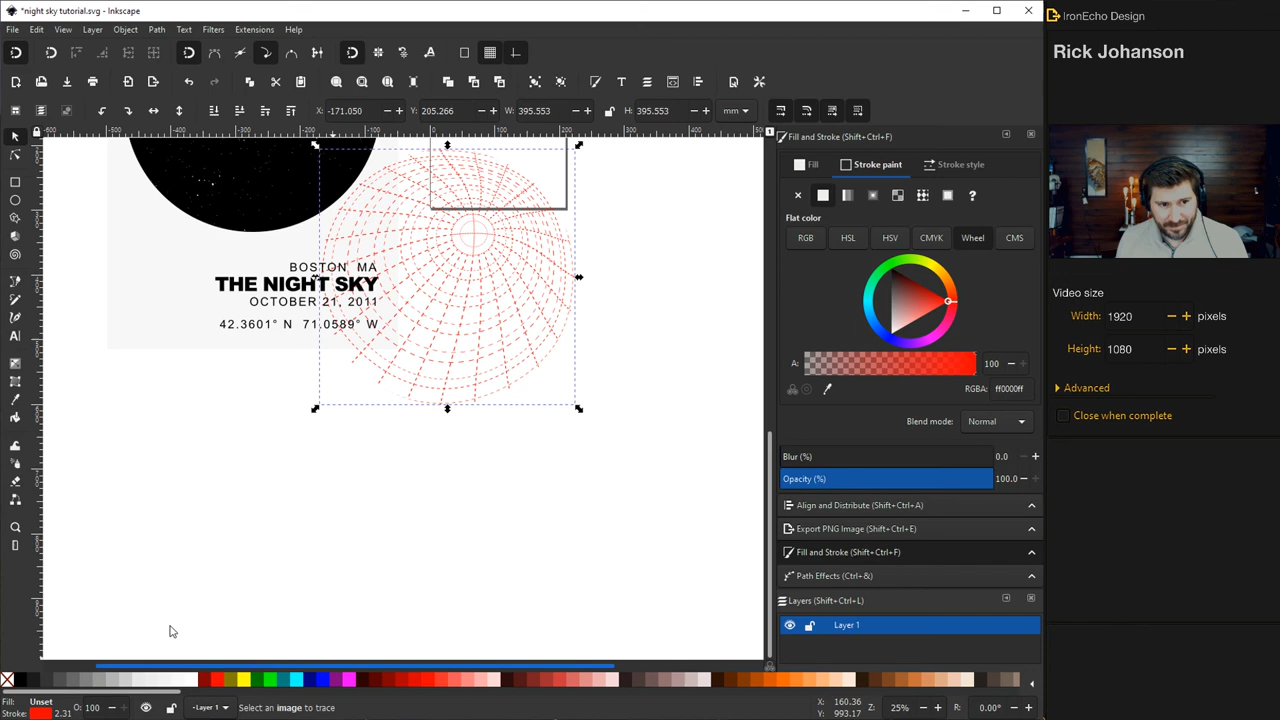 *night sky tutorial.svg - Inkscape
IronEcho Design
File Edit View Layer Object Path Text Filters Extensions Help
Rick Johanson
X: -171.050 Y: 205.266 W: 395.553 H: 395.553 mm
Fill and Stroke (Shift+Ctrl+F)
Fill Stroke paint Stroke style
Flat color
RGB HSL HSV CMYK Wheel CMS
BOSTON MA
THE NIGHT SKY
OCTOBER 21, 2011
42.3601° N 71.0589° W
A: 100
RGBA: ff0000ff
Blend mode: Normal
Blur (%) 0.0
Opacity (%) 100.0
Align and Distribute (Shift+Ctrl+A)
Export PNG Image (Shift+Ctrl+E)
Fill and Stroke (Shift+Ctrl+F)
Path Effects (Ctrl+&)
Layers (Shift+Ctrl+L)
Layer 1
Video size
Width: 1920 pixels
Height: 1080 pixels
Advanced
Close when complete
Fill: Unset
Stroke: 2.31
O: 100
Layer 1
Select an image to trace
X: 160.36
Y: 993.17
Z: 25%
R: 0.00°